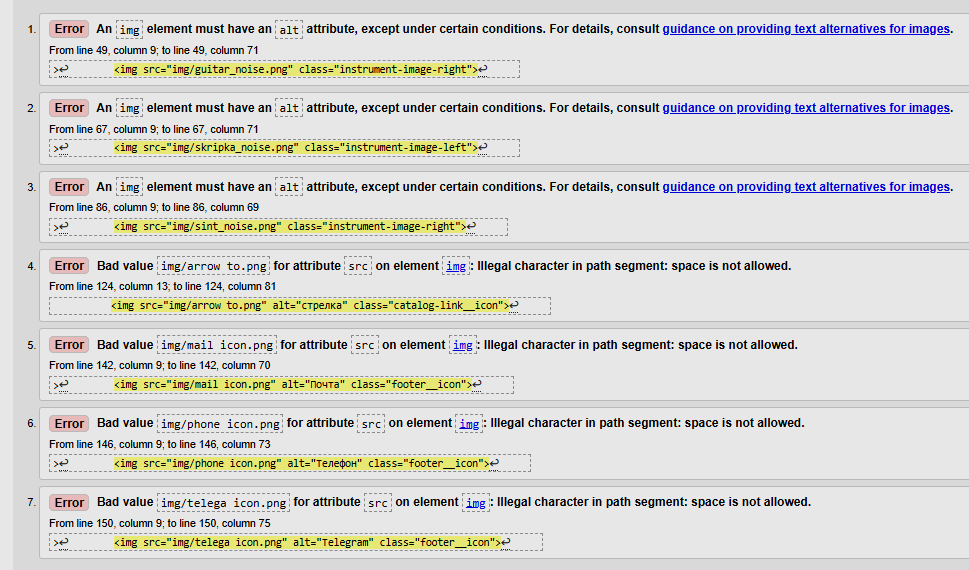 1. Error An img element must have an alt attribute, except under certain conditions. For details, consult guidance on providing text alternatives for images.
From line 49, column 9; to line 49, column 71
>↩ <img src="img/guitar_noise.png" class="instrument-image-right">↩
2. Error An img element must have an alt attribute, except under certain conditions. For details, consult guidance on providing text alternatives for images.
From line 67, column 9; to line 67, column 71
>↩ <img src="img/skripka_noise.png" class="instrument-image-left">↩
3. Error An img element must have an alt attribute, except under certain conditions. For details, consult guidance on providing text alternatives for images.
From line 86, column 9; to line 86, column 69
>↩ <img src="img/sint_noise.png" class="instrument-image-right">↩
4. Error Bad value img/arrow to.png for attribute src on element img: Illegal character in path segment: space is not allowed.
From line 124, column 13; to line 124, column 81
<img src="img/arrow to.png" alt="стрелка" class="catalog-link__icon">↩
5. Error Bad value img/mail icon.png for attribute src on element img: Illegal character in path segment: space is not allowed.
From line 142, column 9; to line 142, column 70
>↩ <img src="img/mail icon.png" alt="Почта" class="footer__icon">↩
6. Error Bad value img/phone icon.png for attribute src on element img: Illegal character in path segment: space is not allowed.
From line 146, column 9; to line 146, column 73
>↩ <img src="img/phone icon.png" alt="Телефон" class="footer__icon">↩
7. Error Bad value img/telega icon.png for attribute src on element img: Illegal character in path segment: space is not allowed.
From line 150, column 9; to line 150, column 75
>↩ <img src="img/telega icon.png" alt="Telegram" class="footer__icon">↩